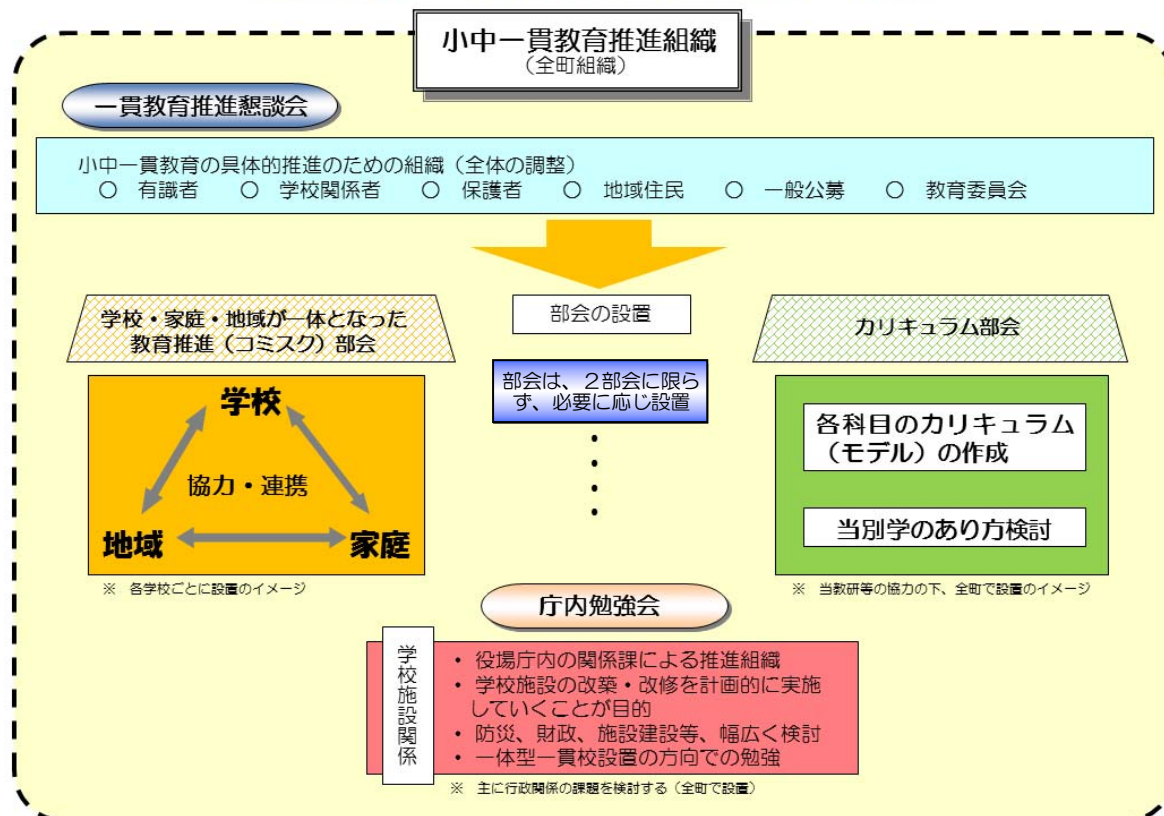 小中一貫教育推進組織
（全町組織）
一貫教育推進懇談会
小中一貫教育の具体的推進のための組織（全体の調整）
○ 有識者 ○ 学校関係者 ○ 保護者 ○ 地域住民 ○ 一般公募 ○ 教育委員会
学校・家庭・地域が一体となった
教育推進（コミスク）部会
学校
協力・連携
地域
家庭
※ 各学校ごとに設置のイメージ
部会の設置
部会は、２部会に限ら
ず、必要に応じ設置
カリキュラム部会
各科目のカリキュラム
（モデル）の作成
当別学のあり方検討
※ 当教研等の協力の下、全町で設置のイメージ
庁内勉強会
学校施設関係
・ 役場庁内の関係課による推進組織
・ 学校施設の改築・改修を計画的に実施
していくことが目的
・ 防災、財政、施設建設等、幅広く検討
・ 一体型一貫校設置の方向での勉強
※ 主に行政関係の課題を検討する（全町で設置）